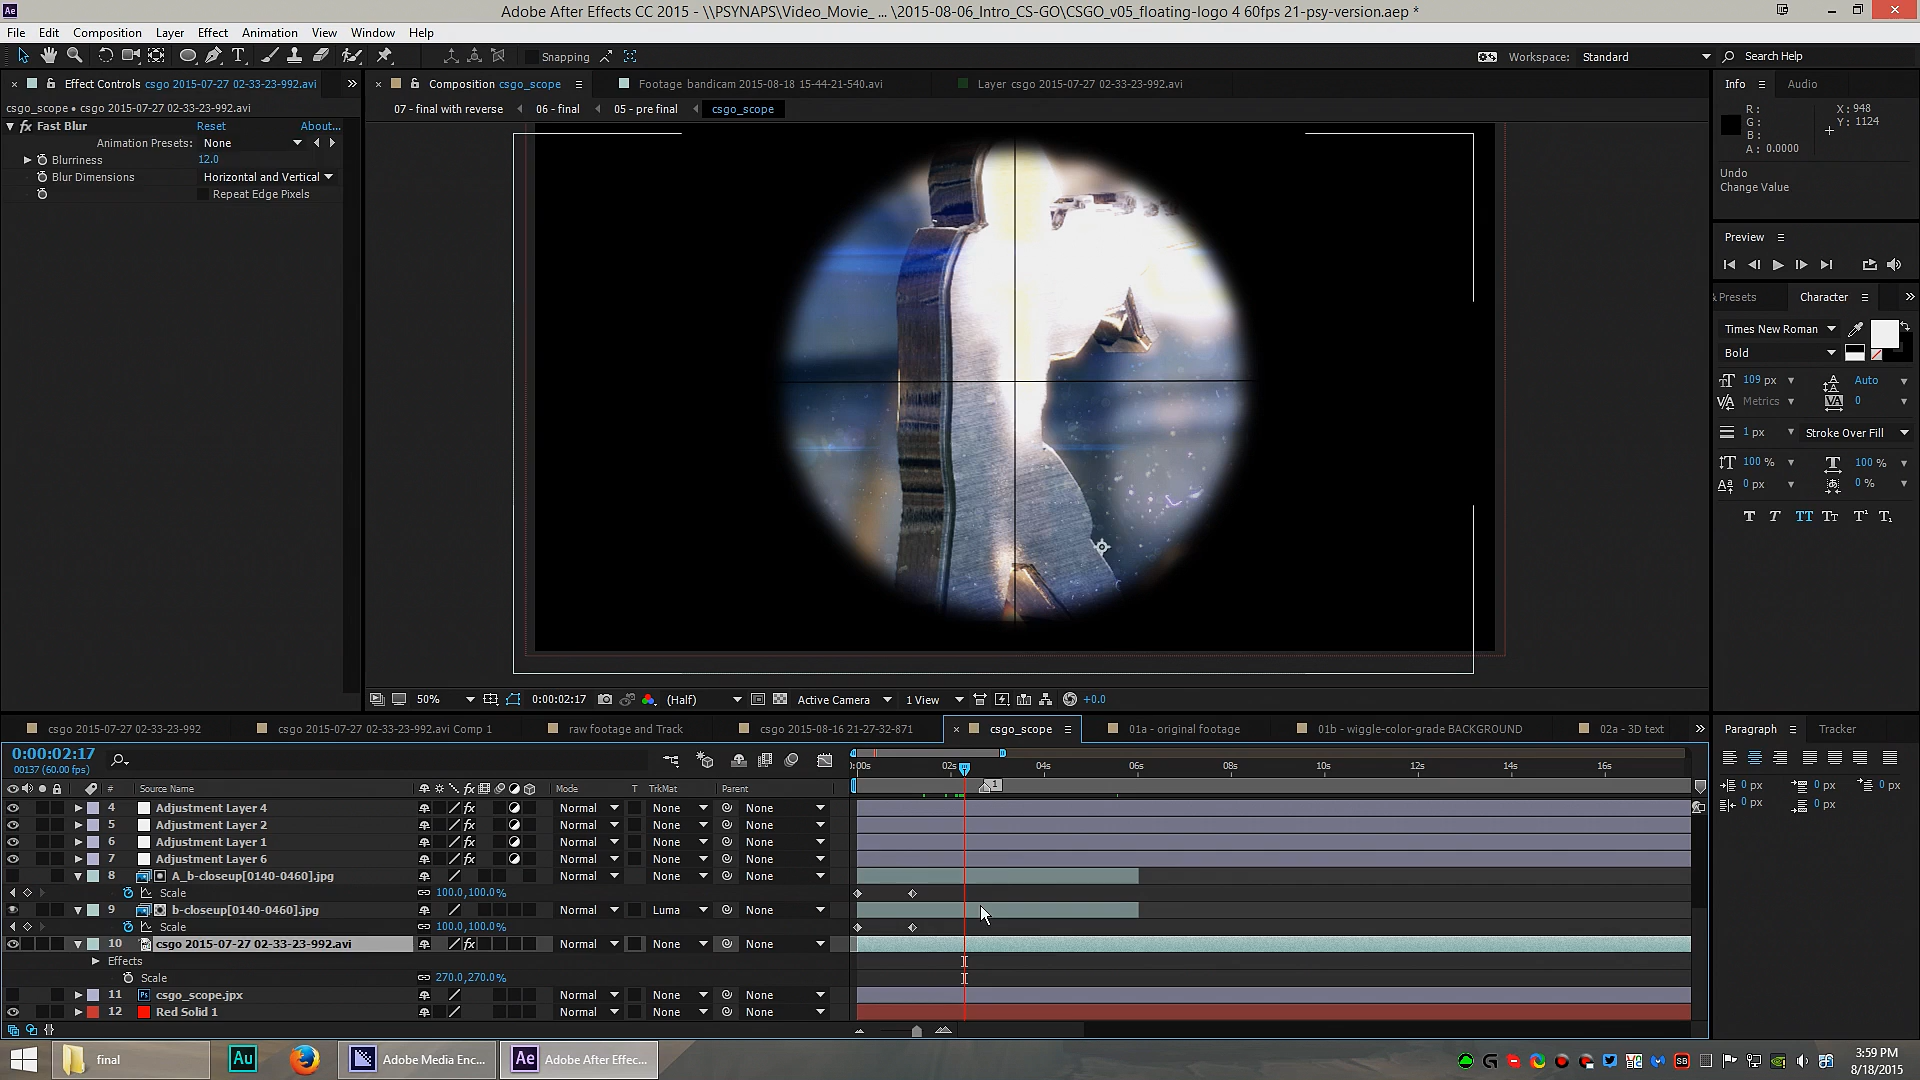 Ae Adobe After Effects CC 2015 - \\PSYNAPS\Video_Movie_ ... \2015-08-06_Intro_CS-GO\CSGO_v05_floating-logo 4 60fps 21-psy-version.aep *
File Edit Composition Layer Effect Animation View Window Help
Snapping Workspace: Standard Search Help
Effect Controls csgo 2015-07-27 02-33-23-992.avi
Composition csgo_scope
Footage bandicam 2015-08-18 15-44-21-540.avi
Layer csgo 2015-07-27 02-33-23-992.avi
Info Audio
csgo_scope • csgo 2015-07-27 02-33-23-992.avi
07 - final with reverse 06 - final 05 - pre final csgo_scope
fx Fast Blur Reset About...
Animation Presets: None
Blurriness 12.0
Blur Dimensions Horizontal and Vertical
Repeat Edge Pixels
R: X: 948
G: Y: 1124
B:
A: 0.0000
Undo
Change Value
Preview
& Presets Character
Times New Roman
Bold
109 px Auto
Metrics 0
1 px Stroke Over Fill
100 % 100 %
0 px 0 %
T T TT Tt T¹ T₁
50% 0:00:02:17 (Half) Active Camera 1 View +0.0
csgo 2015-07-27 02-33-23-992
csgo 2015-07-27 02-33-23-992.avi Comp 1
raw footage and Track
csgo 2015-08-16 21-27-32-871
csgo_scope
01a - original footage
01b - wiggle-color-grade BACKGROUND
02a - 3D text
Paragraph Tracker
0:00:02:17
00137 (60.00 fps)
):00s 02s 04s 06s 08s 10s 12s 14s 16s
1
# Source Name Mode T TrkMat Parent
4 Adjustment Layer 4 Normal None None
5 Adjustment Layer 2 Normal None None
6 Adjustment Layer 1 Normal None None
7 Adjustment Layer 6 Normal None None
8 A_b-closeup[0140-0460].jpg Normal None None
Scale 100.0,100.0%
9 b-closeup[0140-0460].jpg Normal Luma None
Scale 100.0,100.0%
10 csgo 2015-07-27 02-33-23-992.avi Normal None None
Effects
Scale 270.0,270.0%
11 csgo_scope.jpx Normal None None
12 Red Solid 1 Normal None None
0 px 0 px 0 px
0 px 0 px
final
Au
Adobe Media Enc...
Ae Adobe After Effec...
3:59 PM
8/18/2015